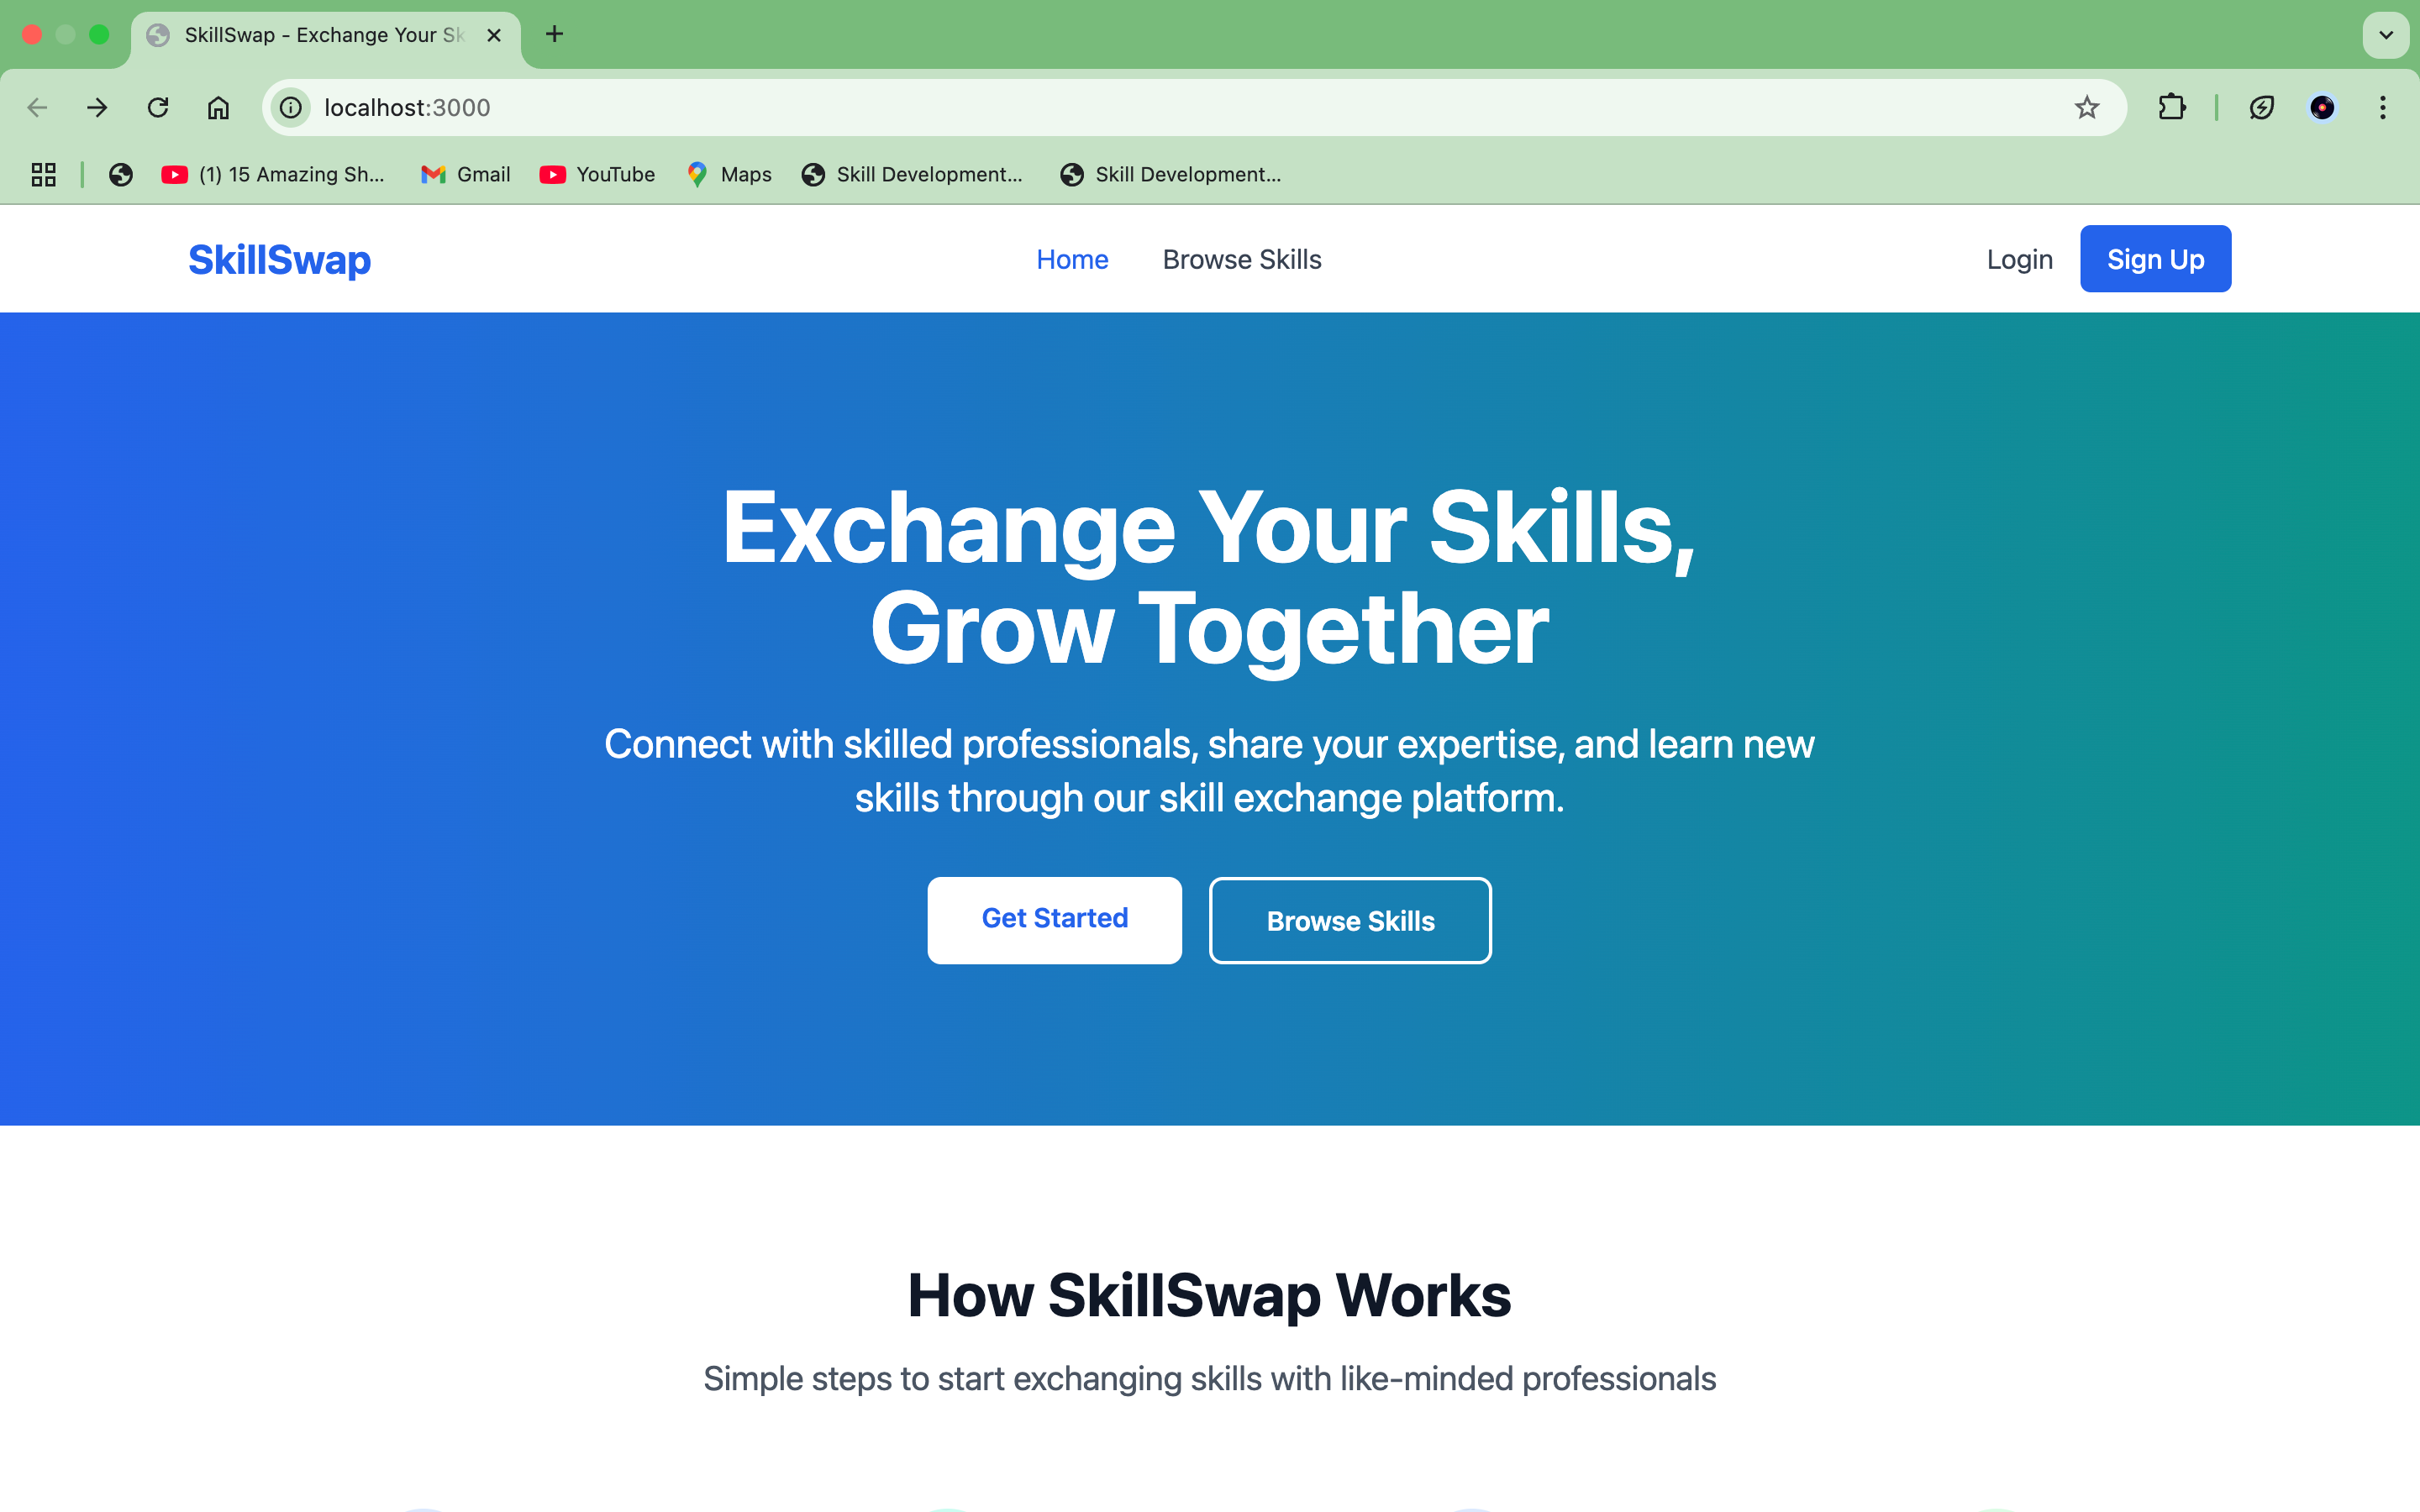 SkillSwap - Exchange Your Sk
localhost:3000
(1) 15 Amazing Sh... Gmail YouTube Maps Skill Development... Skill Development...
SkillSwap Home Browse Skills Login Sign Up
Exchange Your Skills,
Grow Together
Connect with skilled professionals, share your expertise, and learn new
skills through our skill exchange platform.
Get Started Browse Skills
How SkillSwap Works
Simple steps to start exchanging skills with like-minded professionals